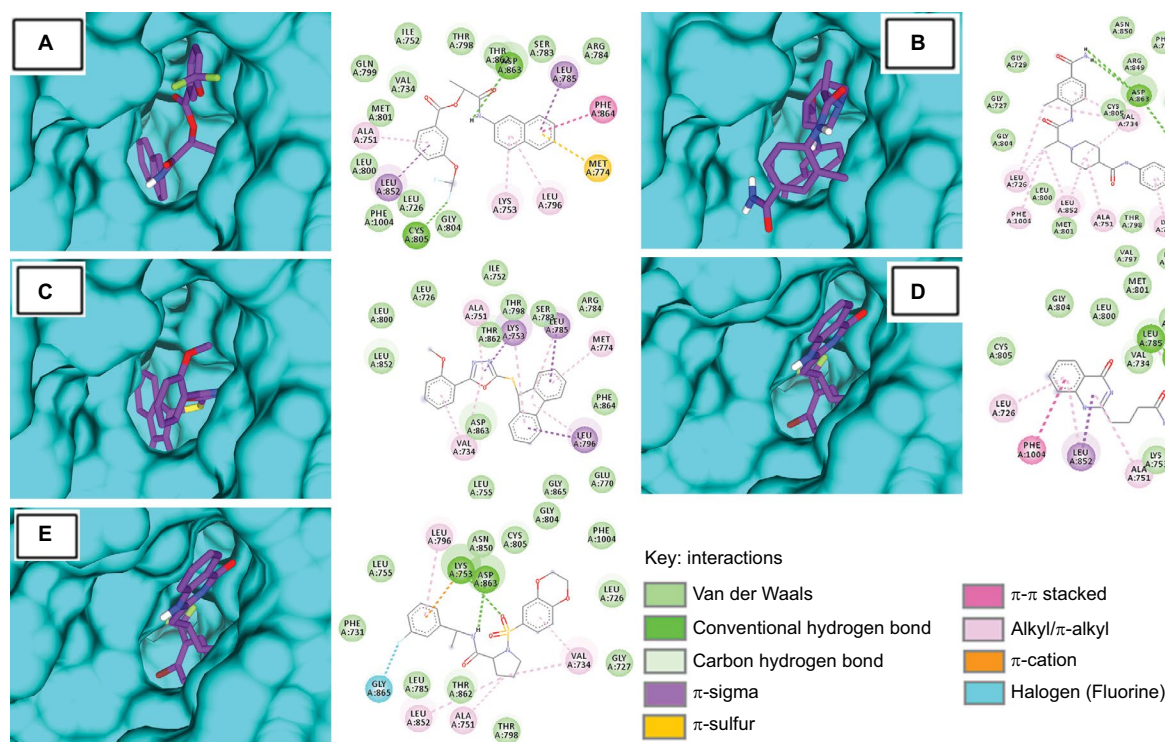 A
ILE
A:752
THR
A:798
THR
A:862
ASP
A:863
SER
A:783
ARG
A:784
GLN
A:799
VAL
A:734
LEU
A:785
MET
A:801
PHE
A:864
ALA
A:751
MET
A:774
LEU
A:800
LEU
A:852
LEU
A:726
LYS
A:753
LEU
A:796
PHE
A:1004
GLY
A:804
CYS
A:805
H
B
ASN
A:850
GLY
A:729
ARG
A:849
ASP
A:863
GLY
A:727
CYS
A:805
VAL
A:734
GLY
A:804
LEU
A:726
LEU
A:800
LEU
A:852
PHE
A:1004
MET
A:801
ALA
A:751
THR
A:798
C
ILE
A:752
LEU
A:726
ALA
A:751
THR
A:798
SER
A:783
ARG
A:784
LEU
A:800
THR
A:862
LYS
A:753
LEU
A:785
MET
A:774
LEU
A:852
PHE
A:864
ASP
A:863
VAL
A:734
LEU
A:796
D
VAL
A:797
MET
A:801
GLY
A:804
LEU
A:800
LEU
A:785
CYS
A:805
VAL
A:734
LEU
A:726
PHE
A:1004
LEU
A:852
LYS
A:753
ALA
A:751
E
LEU
A:755
GLY
A:865
GLU
A:770
GLY
A:804
LEU
A:796
ASN
A:850
CYS
A:805
PHE
A:1004
LEU
A:755
LYS
A:753
ASP
A:863
LEU
A:726
PHE
A:731
VAL
A:734
GLY
A:727
GLY
A:865
LEU
A:785
THR
A:862
LEU
A:852
ALA
A:751
THR
A:798
H
Key: interactions
Van der Waals
Conventional hydrogen bond
Carbon hydrogen bond
π-sigma
π-sulfur
π-π stacked
Alkyl/π-alkyl
π-cation
Halogen (Fluorine)